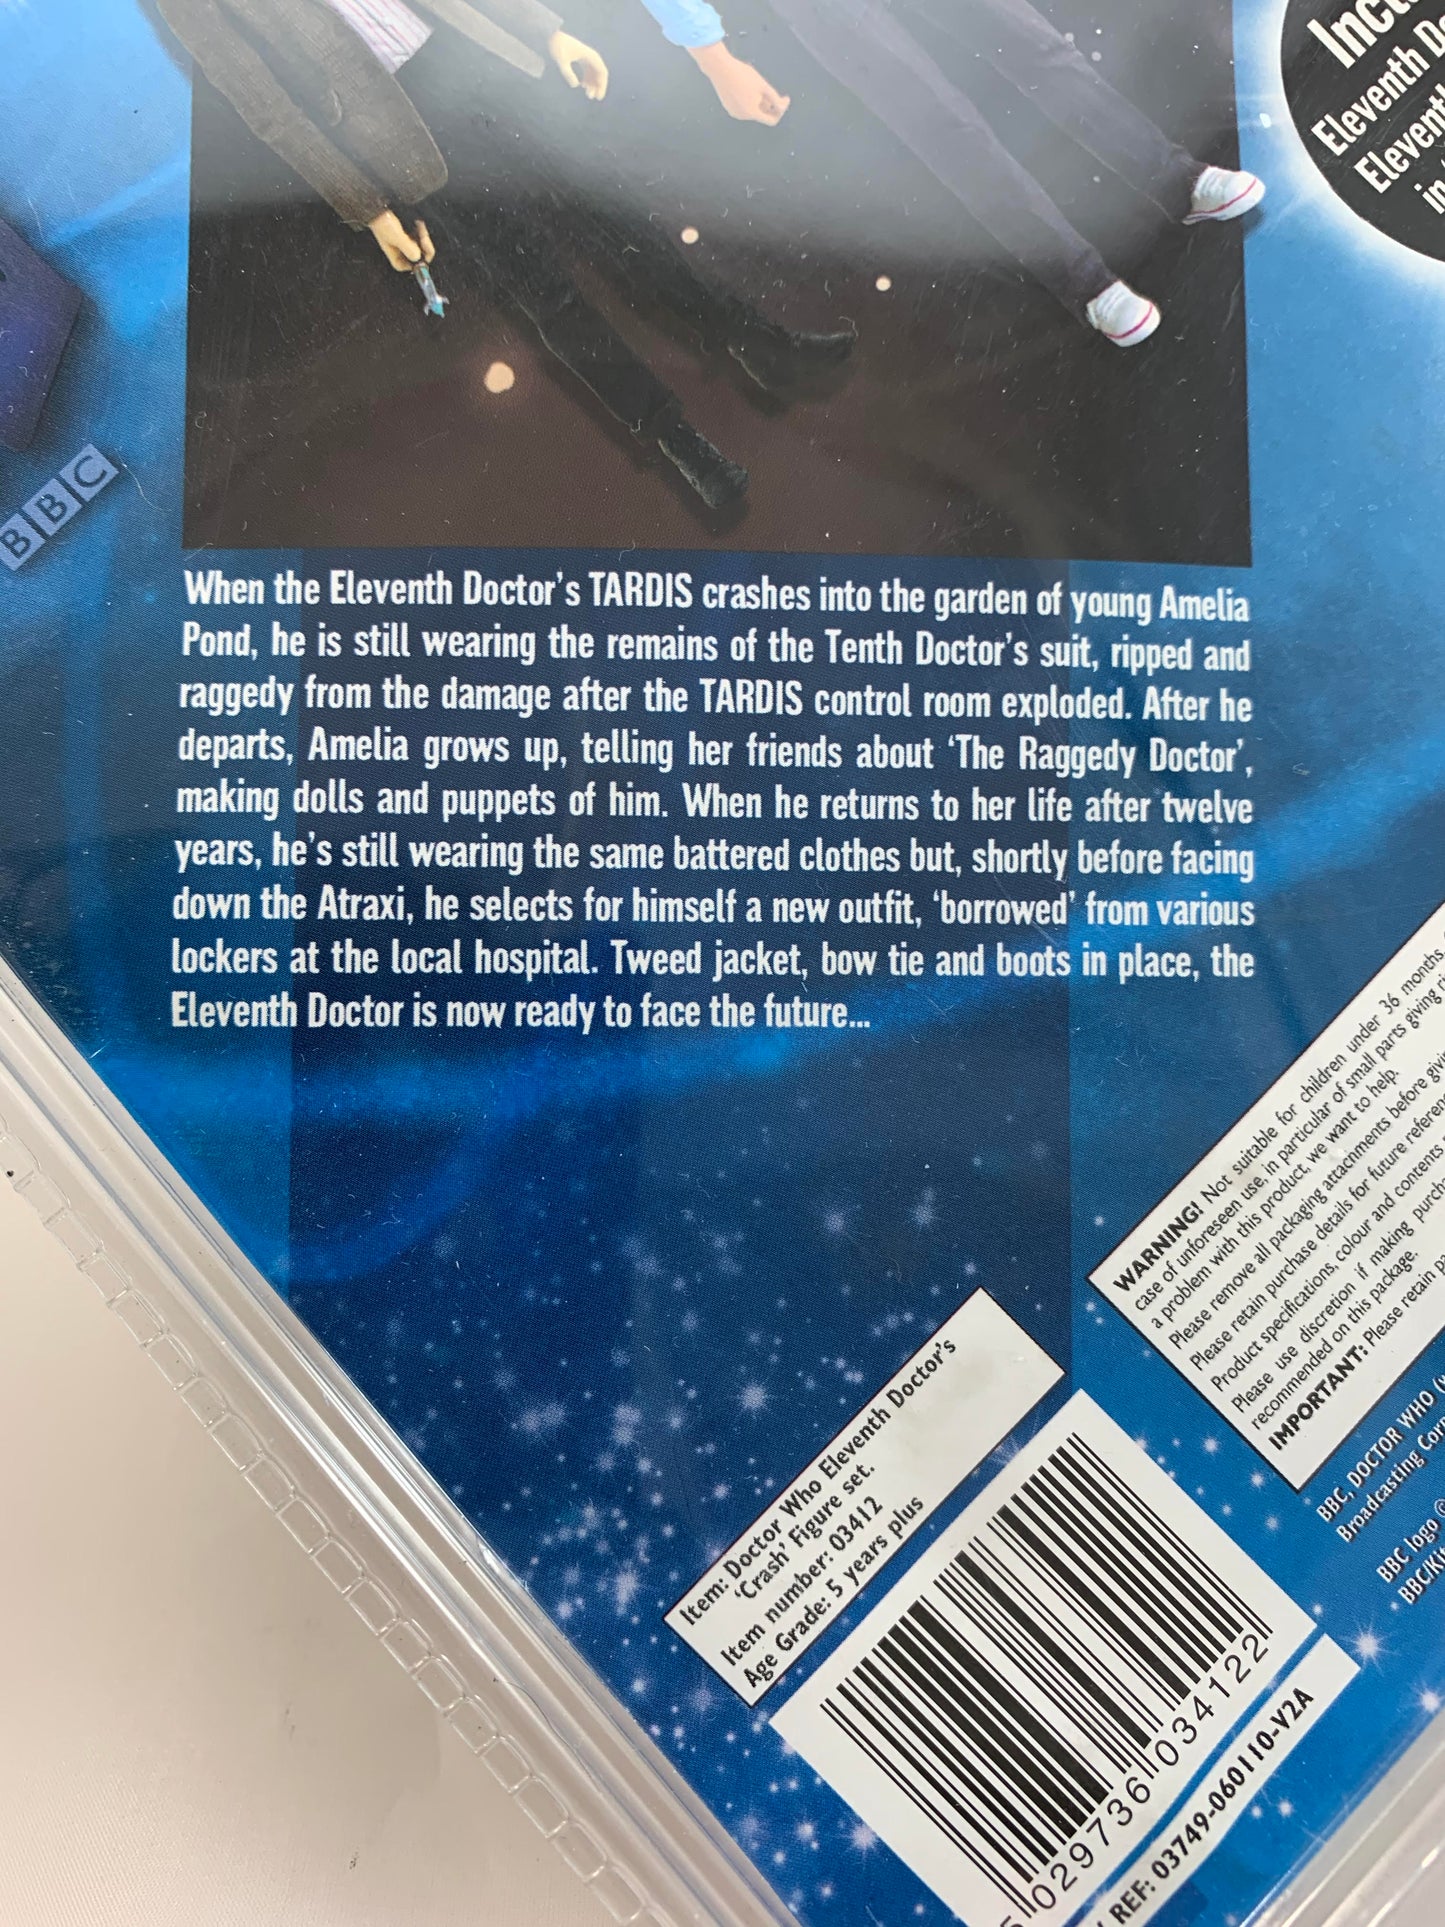 Eleventh
Eleventh
BBC
When the Eleventh Doctor's TARDIS crashes into the garden of young Amelia
Pond, he is still wearing the remains of the Tenth Doctor's suit, ripped and
raggedy from the damage after the TARDIS control room exploded. After he
departs, Amelia grows up, telling her friends about 'The Raggedy Doctor',
making dolls and puppets of him. When he returns to her life after twelve
years, he's still wearing the same battered clothes but, shortly before facing
down the Atraxi, he selects for himself a new outfit, 'borrowed' from various
lockers at the local hospital. Tweed jacket, bow tie and boots in place, the
Eleventh Doctor is now ready to face the future...
WARNING! Not suitable for children under 36 months,
case of unforeseen use, in particular of small parts giving
a problem with this product, we want to help.
Please remove all packaging attacnments before
Please retain purchase details for future
Product specifications, colour and contents
Please use discretion if making
recommended on this package.
IMPORTANT: Please retain
BBC, DOCTOR WHO
Broadcasting
BBC logo ©
Item: Doctor Who Eleventh Doctor's
'Crash' Figure set.
Item number: 03412
Age Grade: 5 years plus
5 029736 034122
REF: 03749-060110-V2A